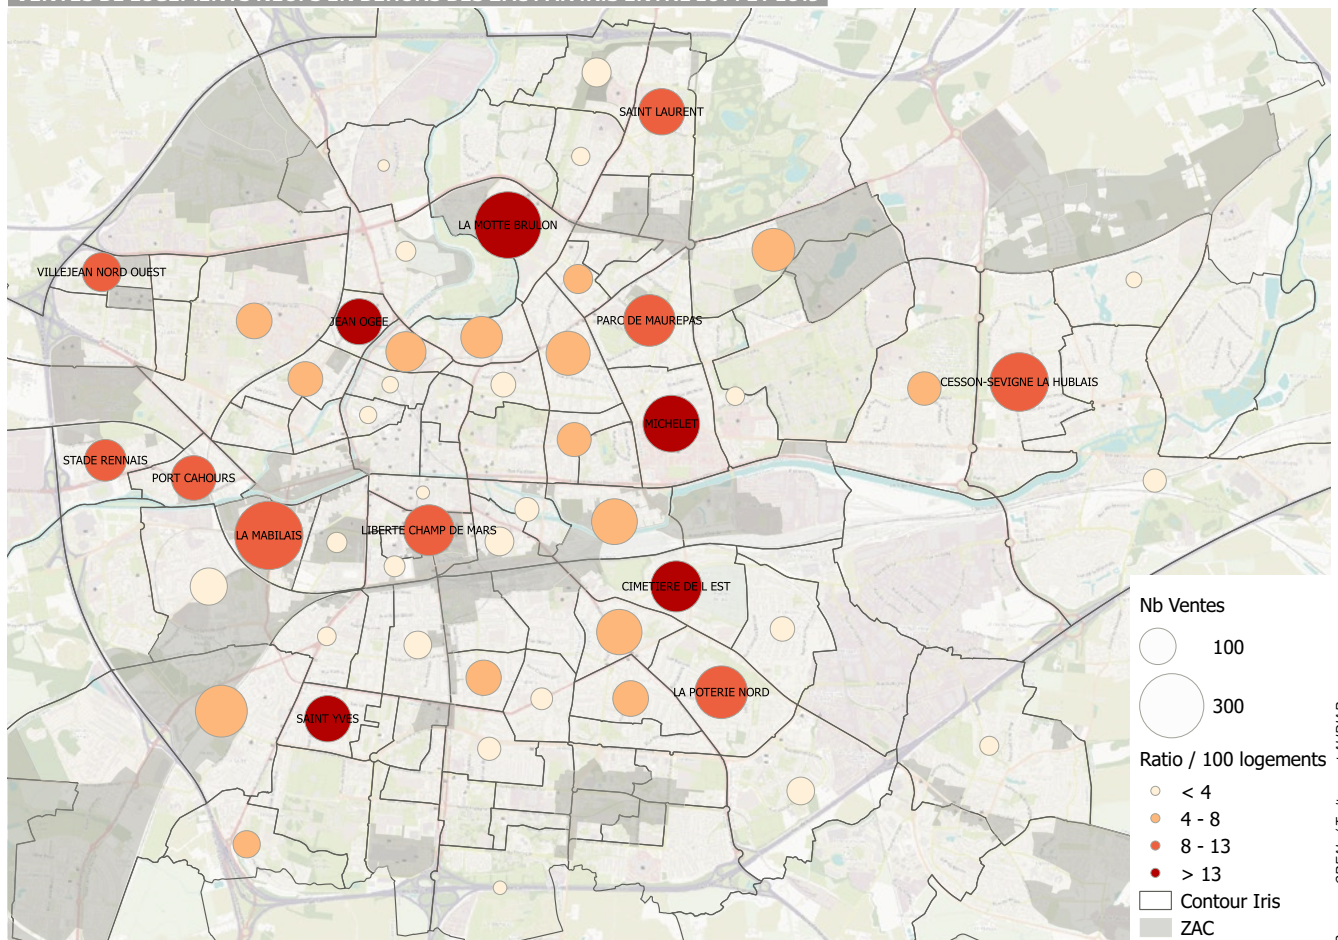 SAINT LAURENT
LA MOTTE BRULON
VILLEJEAN NORD OUEST
JEAN OGEE
PARC DE MAUREPAS
CESSON-SEVIGNE LA HUBLAIS
MICHELET
STADE RENNAIS
PORT CAHOURS
LA MABILAIS
LIBERTE CHAMP DE MARS
CIMETIERE DE L EST
LA POTERIE NORD
SAINT YVES
Nb Ventes
100
300
Ratio / 100 logements
< 4
4 - 8
8 - 13
> 13
Contour Iris
ZAC